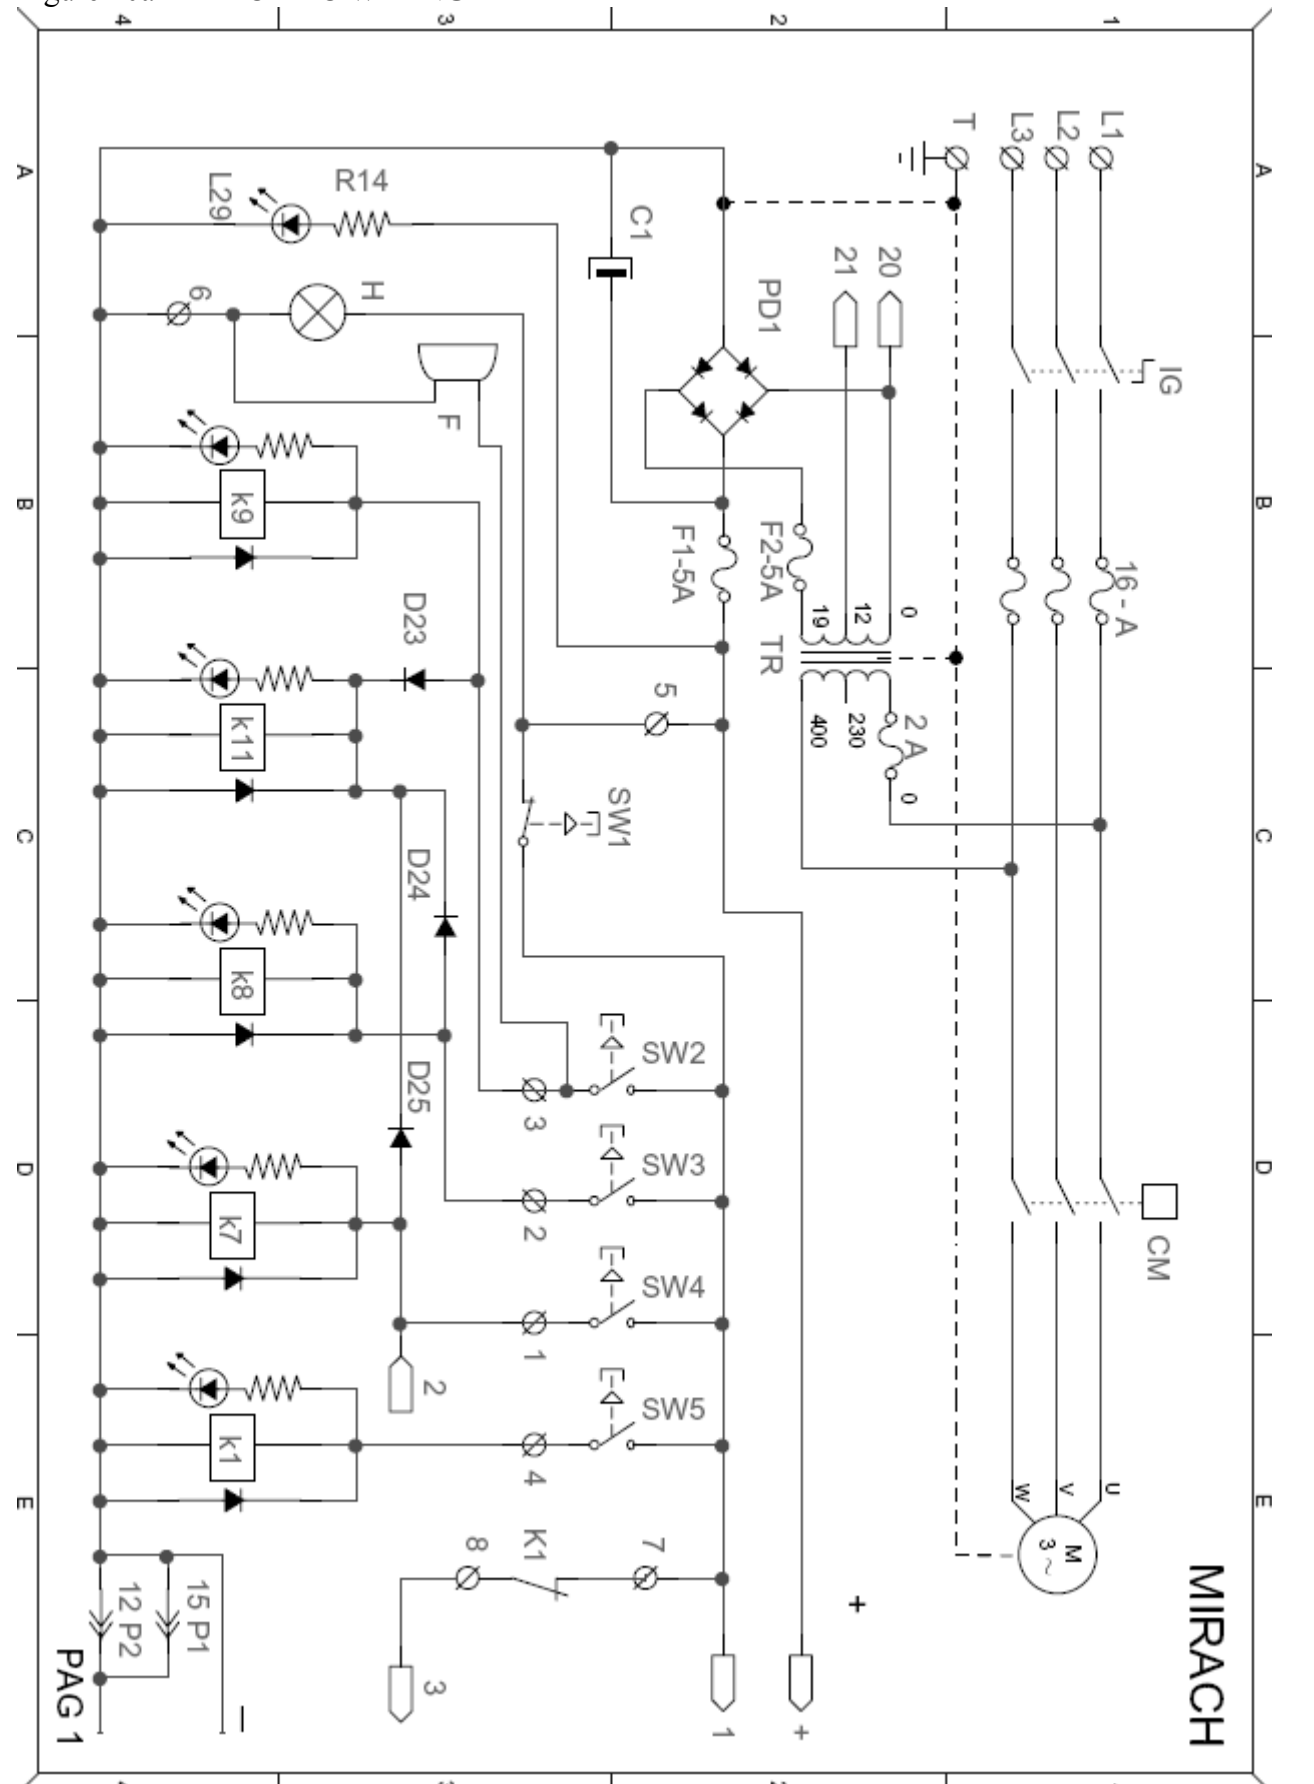 4 3 2 1
T L3 L2 L1
A A
L29 R14 C1 21 20
6 H PD1
IG
F
B k9 F1-5A F2-5A 16 - A B
19 12 0
D23 TR
5
k11 400 230 2 A
0
SW1
C C
D24
k8
SW2
D25 3
D SW3 D
k7 2
CM
SW4
1
2
SW5
k1 4
W V U
E E
M
3 ~
8 K1 7
+
12 P2 15 P1 MIRACH
PAG 1 3
– 1 +
3